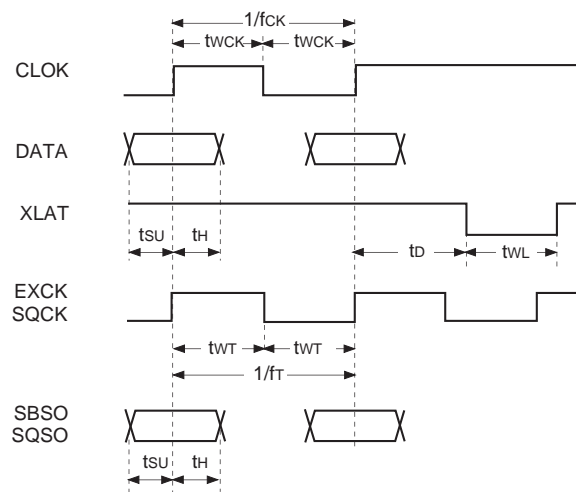 1/fCK
tWCK tWCK
CLOK
DATA
XLAT
tSU tH tD tWL
EXCK
SQCK
tWT tWT
1/fT
SBSO
SQSO
tSU tH